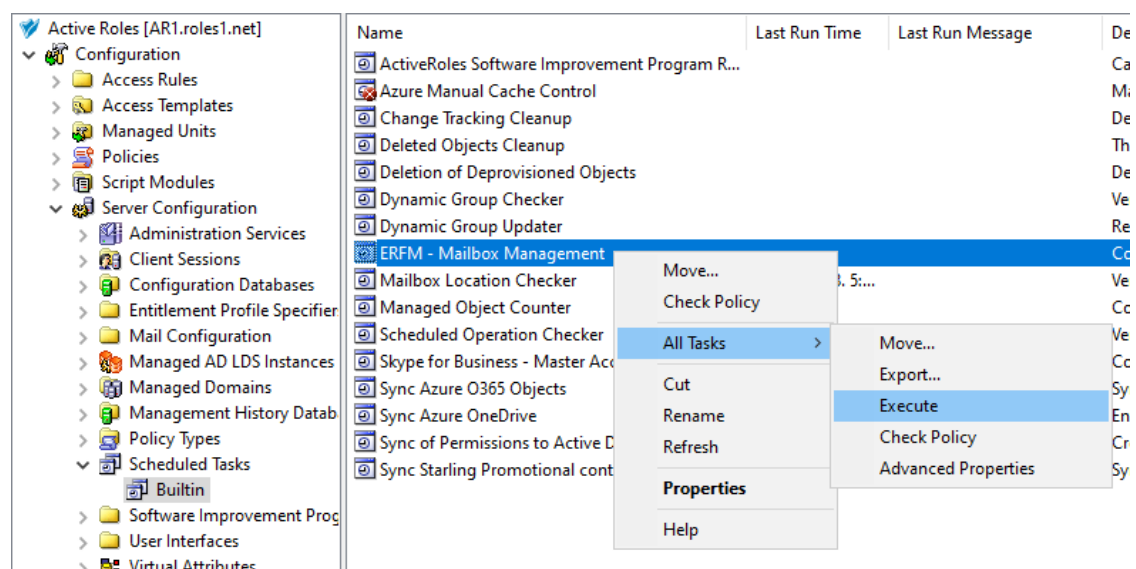 Active Roles [AR1.roles1.net]
Configuration
Access Rules
Access Templates
Managed Units
Policies
Script Modules
Server Configuration
Administration Services
Client Sessions
Configuration Databases
Entitlement Profile Specifier
Mail Configuration
Managed AD LDS Instances
Managed Domains
Management History Datab
Policy Types
Scheduled Tasks
Builtin
Software Improvement Prog
User Interfaces
Virtual Attributes
Name Last Run Time Last Run Message De
ActiveRoles Software Improvement Program R... Ca
Azure Manual Cache Control Ma
Change Tracking Cleanup De
Deleted Objects Cleanup Th
Deletion of Deprovisioned Objects De
Dynamic Group Checker Ve
Dynamic Group Updater Re
ERFM - Mailbox Management Co
Mailbox Location Checker 3. 5:... Ve
Managed Object Counter Co
Scheduled Operation Checker Ve
Skype for Business - Master Acc Co
Sync Azure O365 Objects Sy
Sync Azure OneDrive En
Sync of Permissions to Active D Cr
Sync Starling Promotional cont Sy
Move...
Check Policy
All Tasks >
Cut
Rename
Refresh
Properties
Help
Move...
Export...
Execute
Check Policy
Advanced Properties